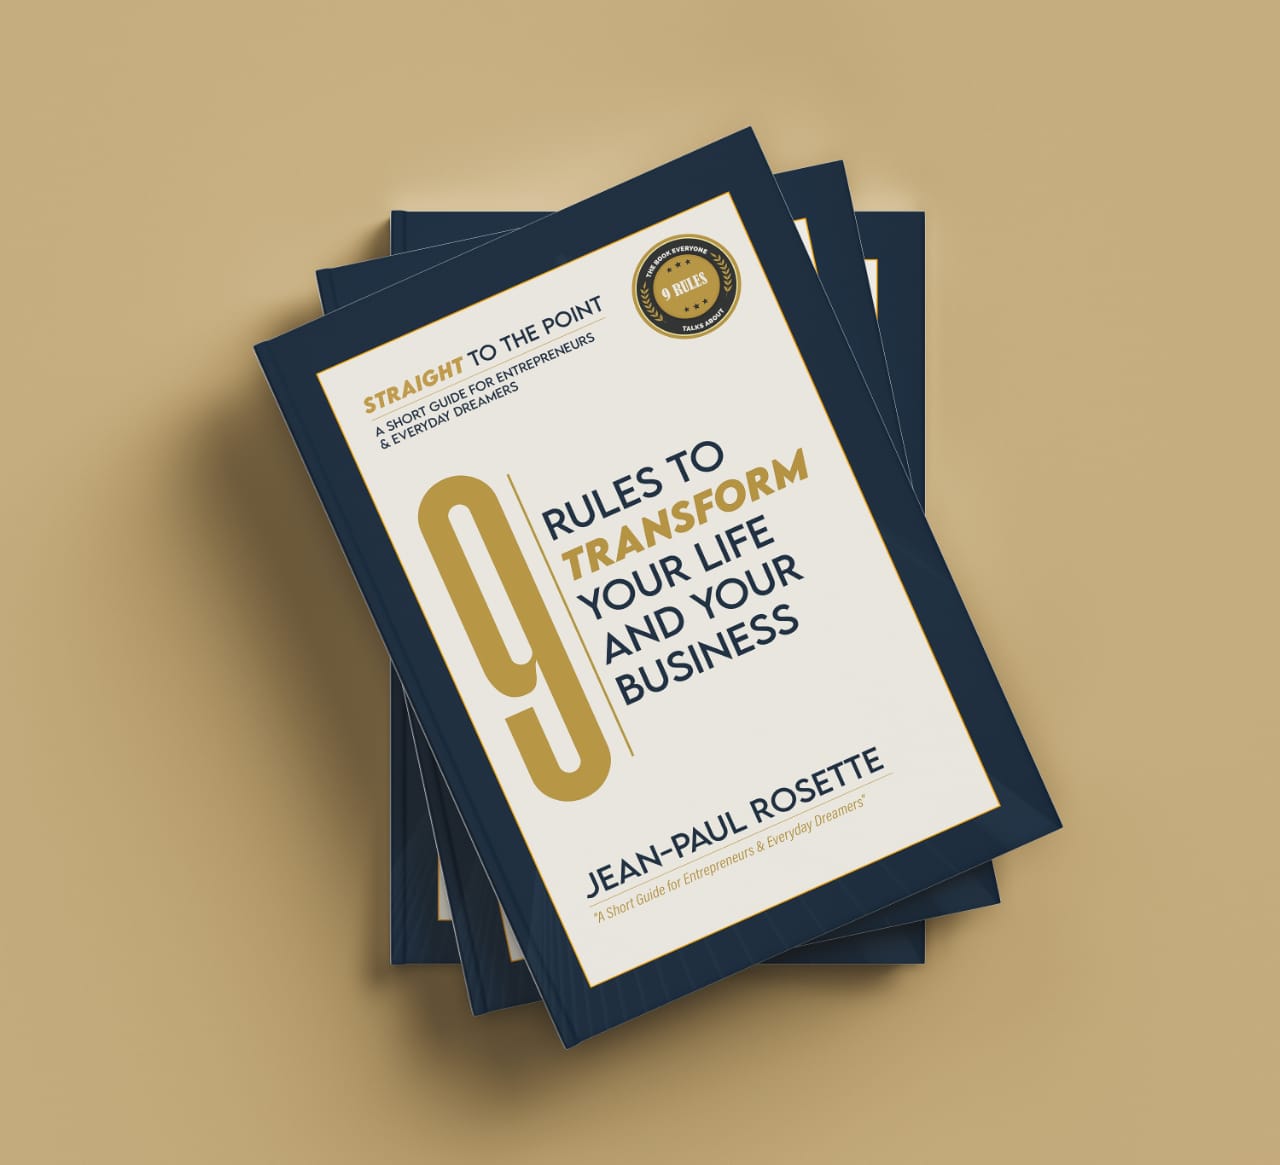 STRAIGHT TO THE POINT
A SHORT GUIDE FOR ENTREPRENEURS
& EVERYDAY DREAMERS
THE BOOK EVERYONE
9 RULES
TALKS ABOUT
9
RULES TO
TRANSFORM
YOUR LIFE
AND YOUR
BUSINESS
JEAN-PAUL ROSETTE
"A Short Guide for Entrepreneurs & Everyday Dreamers"